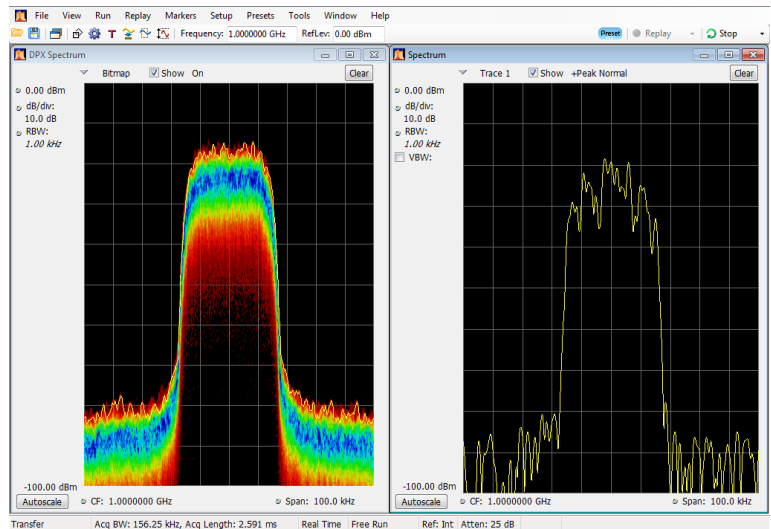 File View Run Replay Markers Setup Presets Tools Window Help
T Frequency: 1.0000000 GHz RefLev: 0.00 dBm Preset Replay Stop
DPX Spectrum
Bitmap Show On Clear
0.00 dBm
dB/div:
10.0 dB
RBW:
1.00 kHz
-100.00 dBm
Autoscale CF: 1.0000000 GHz Span: 100.0 kHz
Spectrum
Trace 1 Show +Peak Normal Clear
0.00 dBm
dB/div:
10.0 dB
RBW:
1.00 kHz
VBW:
-100.00 dBm
Autoscale CF: 1.0000000 GHz Span: 100.0 kHz
Transfer Acq BW: 156.25 kHz, Acq Length: 2.591 ms Real Time Free Run Ref: Int Atten: 25 dB